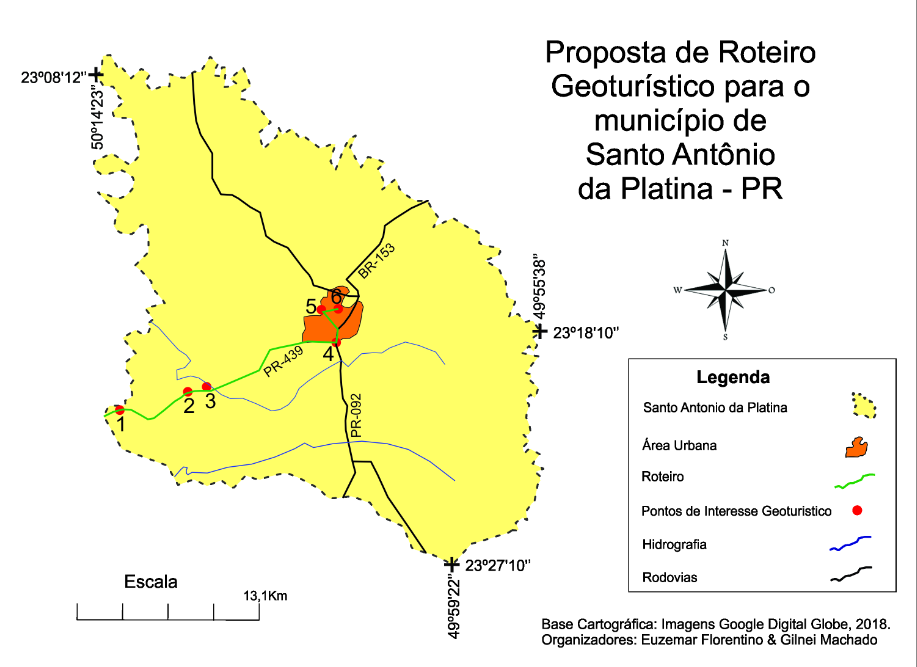 Proposta de Roteiro
Geoturístico para o
município de
Santo Antônio
da Platina - PR
23º08'12"
50º14'23"
BR-153
6
5
4
PR-439
3
2
1
PR-092
49º55'38"
23º18'10"
N
W
O
S
Legenda
Santo Antonio da Platina
Área Urbana
Roteiro
Pontos de Interesse Geoturistico
Hidrografia
Rodovias
23º27'10"
49º59'22"
Escala
13,1Km
Base Cartográfica: Imagens Google Digital Globe, 2018.
Organizadores: Euzemar Florentino & Gilnei Machado